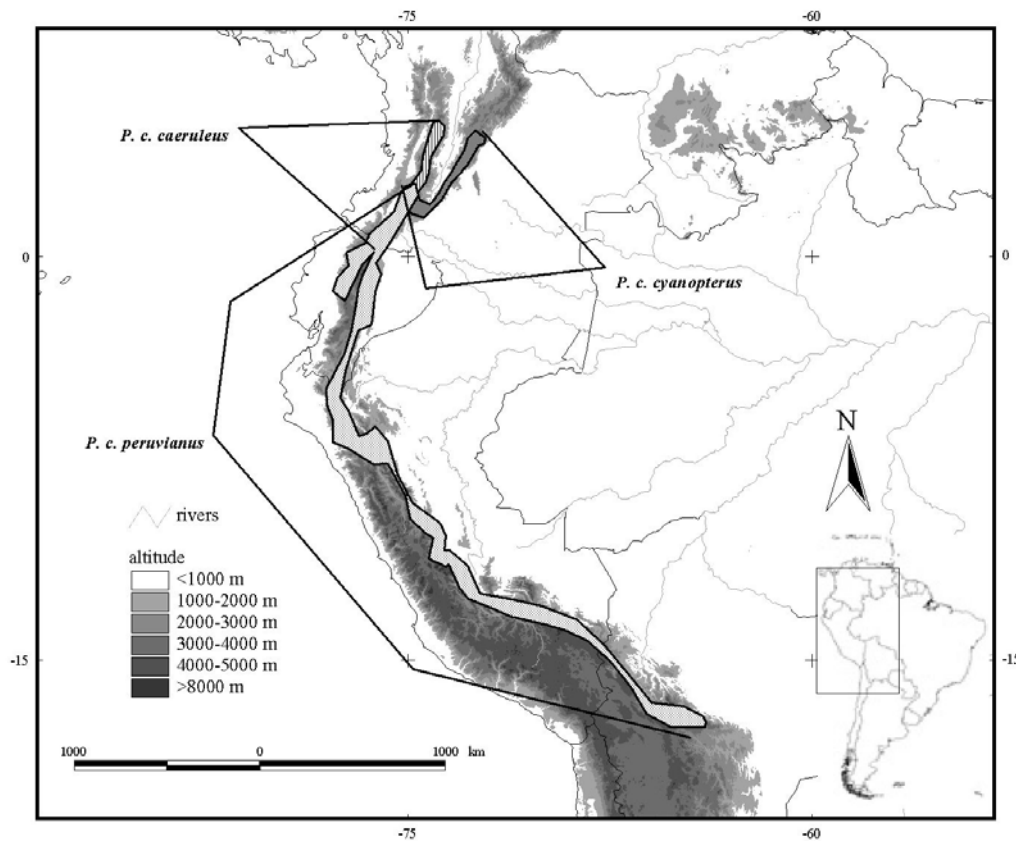 -75 -60
P. c. caeruleus
0 0
P. c. cyanopterus
P. c. peruvianus
N
rivers
altitude
<1000 m
1000-2000 m
2000-3000 m
3000-4000 m
4000-5000 m
>8000 m
-15 -15
1000 0 1000 km
-75 -60